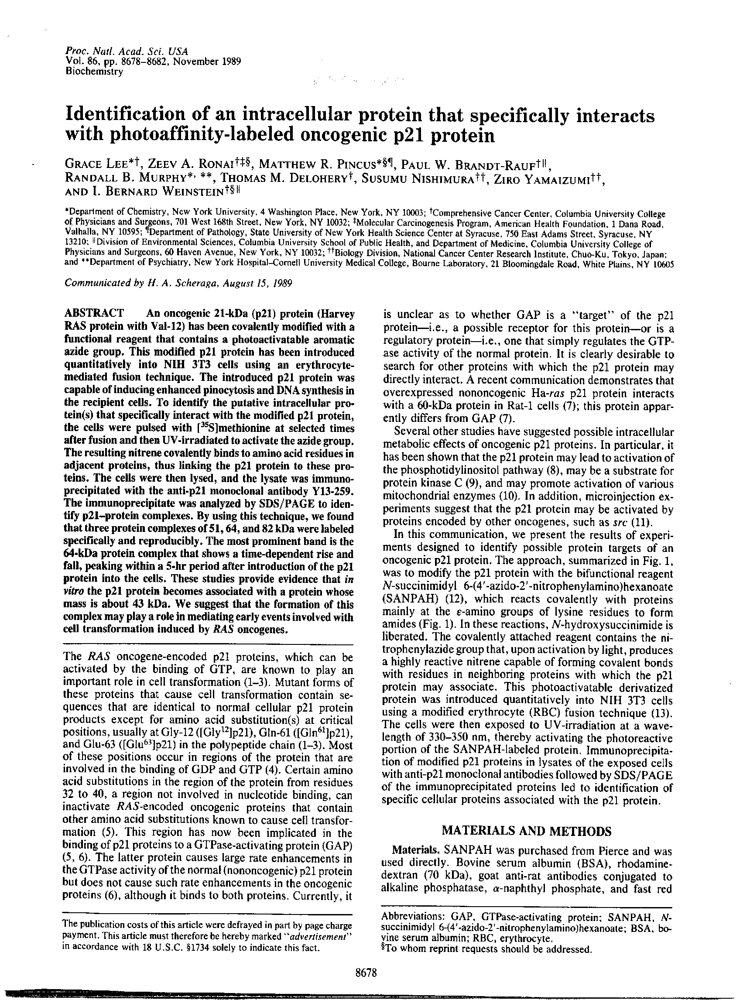 Proc. Natl. Acad. Sci. USA
Vol. 86, pp. 8678–8682, November 1989
Biochemistry
Identification of an intracellular protein that specifically interacts
with photoaffinity-labeled oncogenic p21 protein
GRACE LEE*†, ZEEV A. RONAI†‡§, MATTHEW R. PINCUS*§¶, PAUL W. BRANDT-RAUF†‖,
RANDALL B. MURPHY*, **, THOMAS M. DELOHERY†, SUSUMU NISHIMURA††, ZIRO YAMAIZUMI††,
AND I. BERNARD WEINSTEIN†§‖
*Department of Chemistry, New York University, 4 Washington Place, New York, NY 10003; †Comprehensive Cancer Center, Columbia University College
of Physicians and Surgeons, 701 West 168th Street, New York, NY 10032; ‡Molecular Carcinogenesis Program, American Health Foundation, 1 Dana Road,
Valhalla, NY 10595; ¶Department of Pathology, State University of New York Health Science Center at Syracuse, 750 East Adams Street, Syracuse, NY
13210; ‖Division of Environmental Sciences, Columbia University School of Public Health, and Department of Medicine, Columbia University College of
Physicians and Surgeons, 60 Haven Avenue, New York, NY 10032; ††Biology Division, National Cancer Center Research Institute, Chuo-Ku, Tokyo, Japan;
and **Department of Psychiatry, New York Hospital–Cornell University Medical College, Bourne Laboratory, 21 Bloomingdale Road, White Plains, NY 10605
Communicated by H. A. Scheraga, August 15, 1989
ABSTRACT An oncogenic 21-kDa (p21) protein (Harvey
RAS protein with Val-12) has been covalently modified with a
functional reagent that contains a photoactivatable aromatic
azide group. This modified p21 protein has been introduced
quantitatively into NIH 3T3 cells using an erythrocyte-
mediated fusion technique. The introduced p21 protein was
capable of inducing enhanced pinocytosis and DNA synthesis in
the recipient cells. To identify the putative intracellular pro-
tein(s) that specifically interact with the modified p21 protein,
the cells were pulsed with [35S]methionine at selected times
after fusion and then UV-irradiated to activate the azide group.
The resulting nitrene covalently binds to amino acid residues in
adjacent proteins, thus linking the p21 protein to these pro-
teins. The cells were then lysed, and the lysate was immuno-
precipitated with the anti-p21 monoclonal antibody Y13-259.
The immunoprecipitate was analyzed by SDS/PAGE to iden-
tify p21–protein complexes. By using this technique, we found
that three protein complexes of 51, 64, and 82 kDa were labeled
specifically and reproducibly. The most prominent band is the
64-kDa protein complex that shows a time-dependent rise and
fall, peaking within a 5-hr period after introduction of the p21
protein into the cells. These studies provide evidence that in
vitro the p21 protein becomes associated with a protein whose
mass is about 43 kDa. We suggest that the formation of this
complex may play a role in mediating early events involved with
cell transformation induced by RAS oncogenes.
The RAS oncogene-encoded p21 proteins, which can be
activated by the binding of GTP, are known to play an
important role in cell transformation (1–3). Mutant forms of
these proteins that cause cell transformation contain se-
quences that are identical to normal cellular p21 protein
products except for amino acid substitution(s) at critical
positions, usually at Gly-12 ([Gly12]p21), Gln-61 ([Gln61]p21),
and Glu-63 ([Glu63]p21) in the polypeptide chain (1–3). Most
of these positions occur in regions of the protein that are
involved in the binding of GDP and GTP (4). Certain amino
acid substitutions in the region of the protein from residues
32 to 40, a region not involved in nucleotide binding, can
inactivate RAS-encoded oncogenic proteins that contain
other amino acid substitutions known to cause cell transfor-
mation (5). This region has now been implicated in the
binding of p21 proteins to a GTPase-activating protein (GAP)
(5, 6). The latter protein causes large rate enhancements in
the GTPase activity of the normal (nononcogenic) p21 protein
but does not cause such rate enhancements in the oncogenic
proteins (6), although it binds to both proteins. Currently, it
The publication costs of this article were defrayed in part by page charge
payment. This article must therefore be hereby marked "advertisement"
in accordance with 18 U.S.C. §1734 solely to indicate this fact.
is unclear as to whether GAP is a "target" of the p21
protein—i.e., a possible receptor for this protein—or is a
regulatory protein—i.e., one that simply regulates the GTP-
ase activity of the normal protein. It is clearly desirable to
search for other proteins with which the p21 protein may
directly interact. A recent communication demonstrates that
overexpressed nononcogenic Ha-ras p21 protein interacts
with a 60-kDa protein in Rat-1 cells (7); this protein appar-
ently differs from GAP (7).
Several other studies have suggested possible intracellular
metabolic effects of oncogenic p21 proteins. In particular, it
has been shown that the p21 protein may lead to activation of
the phosphotidylinositol pathway (8), may be a substrate for
protein kinase C (9), and may promote activation of various
mitochondrial enzymes (10). In addition, microinjection ex-
periments suggest that the p21 protein may be activated by
proteins encoded by other oncogenes, such as src (11).
In this communication, we present the results of experi-
ments designed to identify possible protein targets of an
oncogenic p21 protein. The approach, summarized in Fig. 1,
was to modify the p21 protein with the bifunctional reagent
N-succinimidyl 6-(4′-azido-2′-nitrophenylamino)hexanoate
(SANPAH) (12), which reacts covalently with proteins
mainly at the ε-amino groups of lysine residues to form
amides (Fig. 1). In these reactions, N-hydroxysuccinimide is
liberated. The covalently attached reagent contains the ni-
trophenylazide group that, upon activation by light, produces
a highly reactive nitrene capable of forming covalent bonds
with residues in neighboring proteins with which the p21
protein may associate. This photoactivatable derivatized
protein was introduced quantitatively into NIH 3T3 cells
using a modified erythrocyte (RBC) fusion technique (13).
The cells were then exposed to UV-irradiation at a wave-
length of 330–350 nm, thereby activating the photoreactive
portion of the SANPAH-labeled protein. Immunoprecipita-
tion of modified p21 proteins in lysates of the exposed cells
with anti-p21 monoclonal antibodies followed by SDS/PAGE
of the immunoprecipitated proteins led to identification of
specific cellular proteins associated with the p21 protein.
MATERIALS AND METHODS
Materials. SANPAH was purchased from Pierce and was
used directly. Bovine serum albumin (BSA), rhodamine-
dextran (70 kDa), goat anti-rat antibodies conjugated to
alkaline phosphatase, α-naphthyl phosphate, and fast red
Abbreviations: GAP, GTPase-activating protein; SANPAH, N-
succinimidyl 6-(4′-azido-2′-nitrophenylamino)hexanoate; BSA, bo-
vine serum albumin; RBC, erythrocyte.
§To whom reprint requests should be addressed.
8678